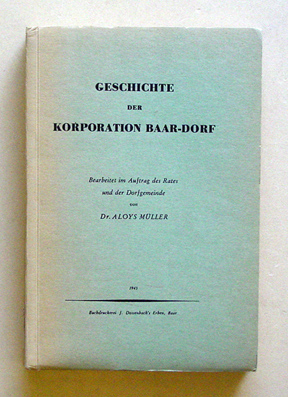 GESCHICHTE
DER
KORPORATION BAAR-DORF
Bearbeitet im Auftrag des Rates
und der Dorfgemeinde
von
Dr. ALOYS MÜLLER
1945
Buchdruckerei J. Dossenbach's Erben, Baar